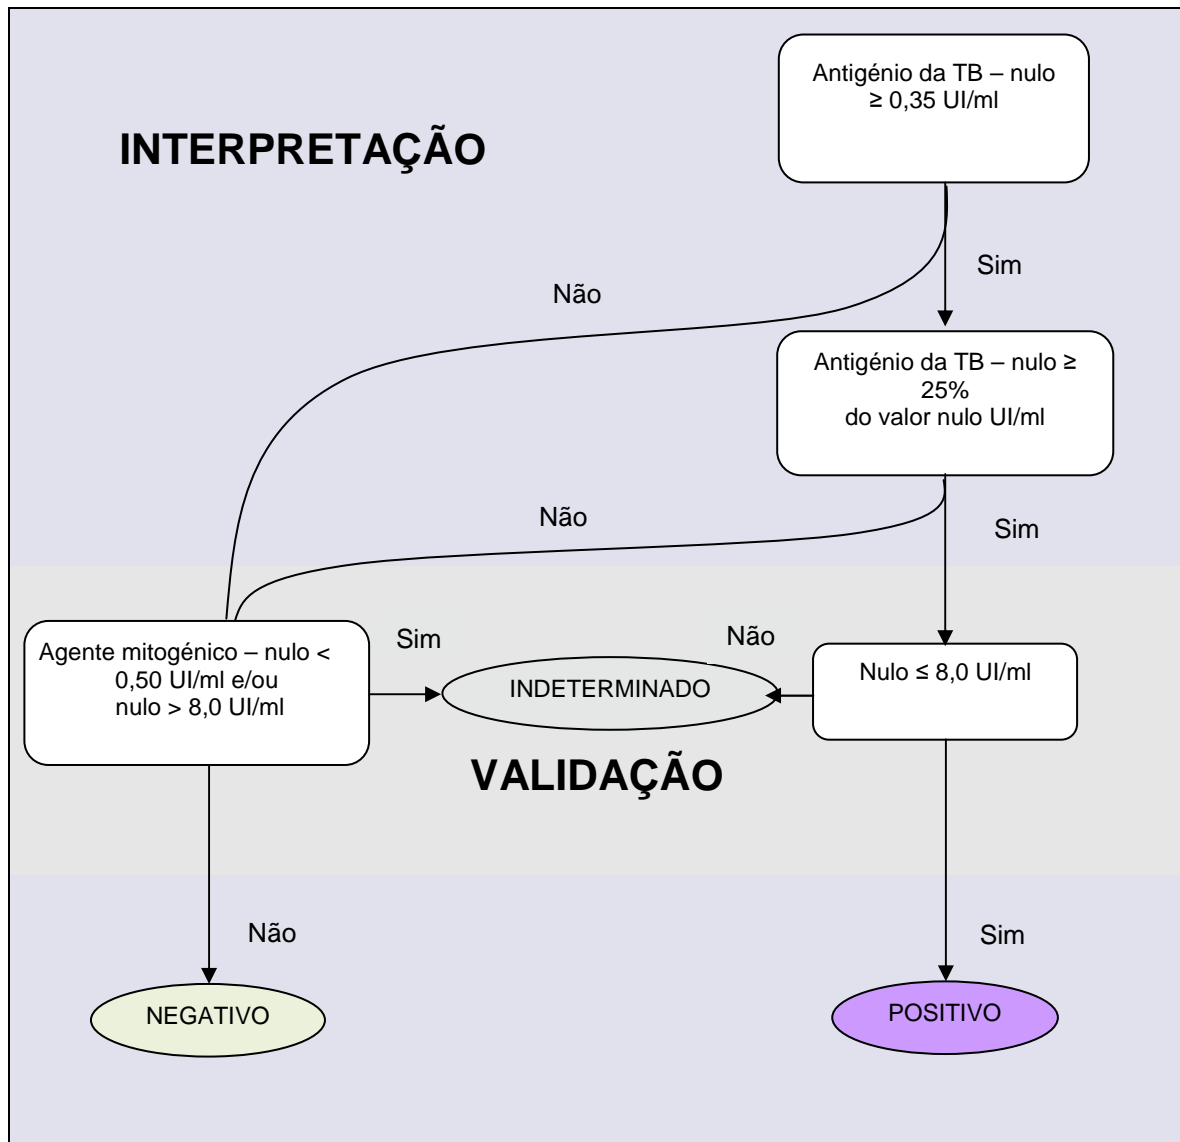 Antigénio da TB – nulo
≥ 0,35 UI/ml
INTERPRETAÇÃO
Sim
Não
Antigénio da TB – nulo ≥
25%
do valor nulo UI/ml
Não
Sim
Agente mitogénico – nulo <
0,50 UI/ml e/ou
nulo > 8,0 UI/ml
Sim
INDETERMINADO
Não
Nulo ≤ 8,0 UI/ml
VALIDAÇÃO
Não
Sim
NEGATIVO
POSITIVO